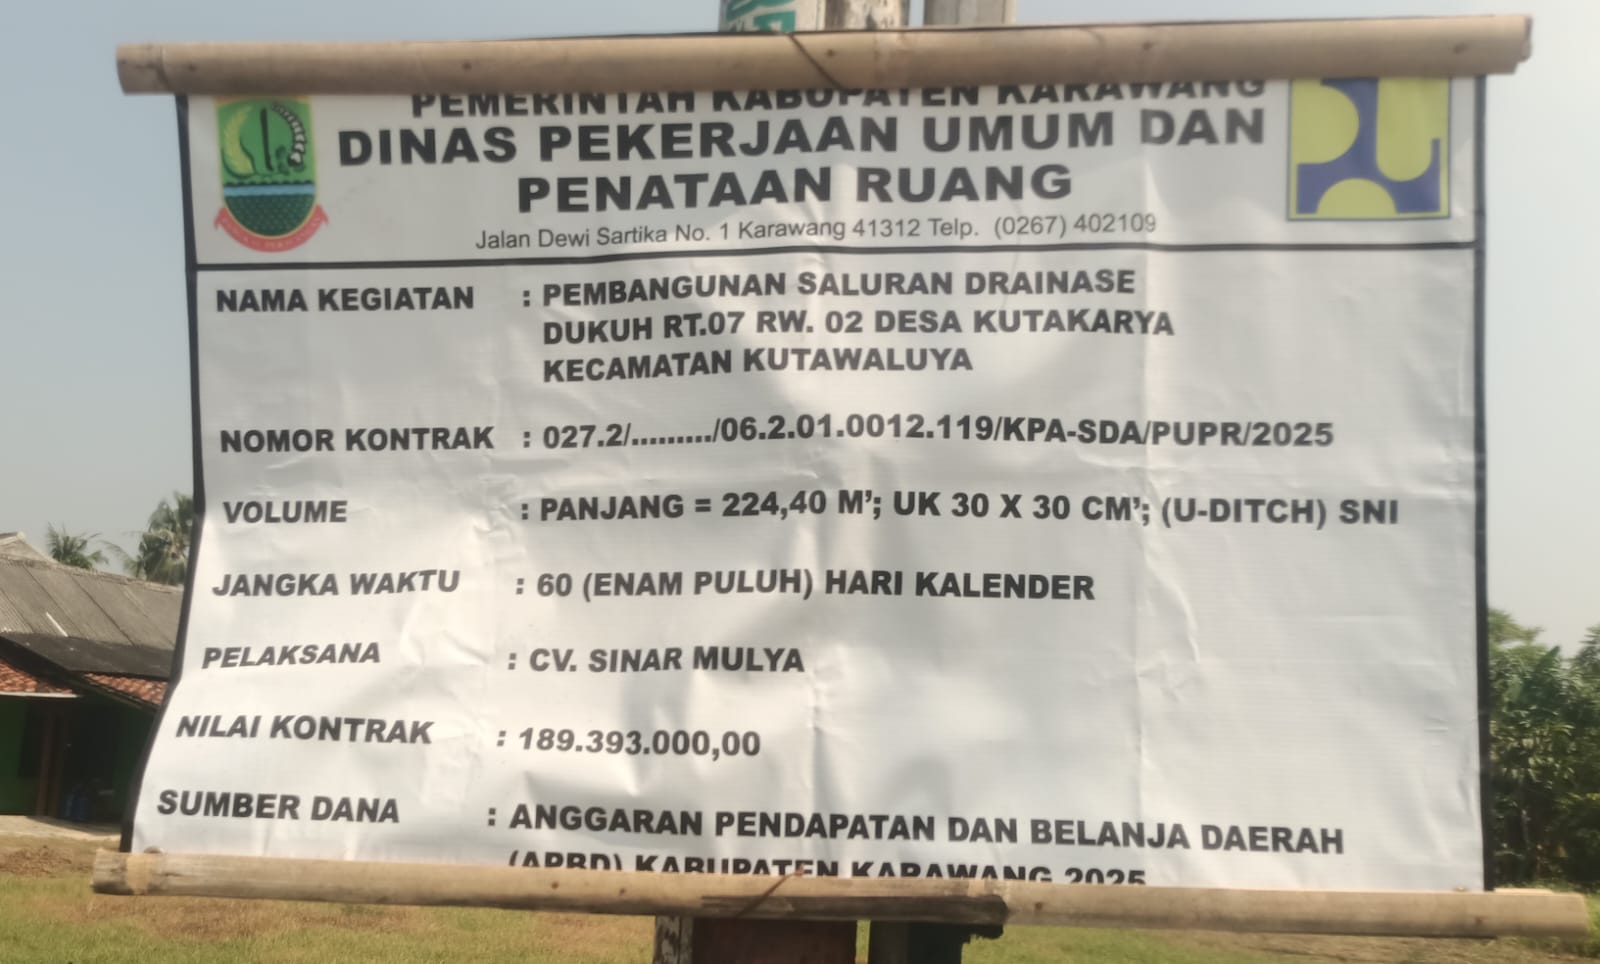 PEMERINTAH KABUPATEN KARAWANG
DINAS PEKERJAAN UMUM DAN
PENATAAN RUANG
Jalan Dewi Sartika No. 1 Karawang 41312 Telp. (0267) 402109
NAMA KEGIATAN : PEMBANGUNAN SALURAN DRAINASE
DUKUH RT.07 RW. 02 DESA KUTAKARYA
KECAMATAN KUTAWALUYA
NOMOR KONTRAK : 027.2/........./06.2.01.0012.119/KPA-SDA/PUPR/2025
VOLUME : PANJANG = 224,40 M’; UK 30 X 30 CM’; (U-DITCH) SNI
JANGKA WAKTU : 60 (ENAM PULUH) HARI KALENDER
PELAKSANA : CV. SINAR MULYA
NILAI KONTRAK : 189.393.000,00
SUMBER DANA : ANGGARAN PENDAPATAN DAN BELANJA DAERAH
(APBD) KABUPATEN KARAWANG 2025